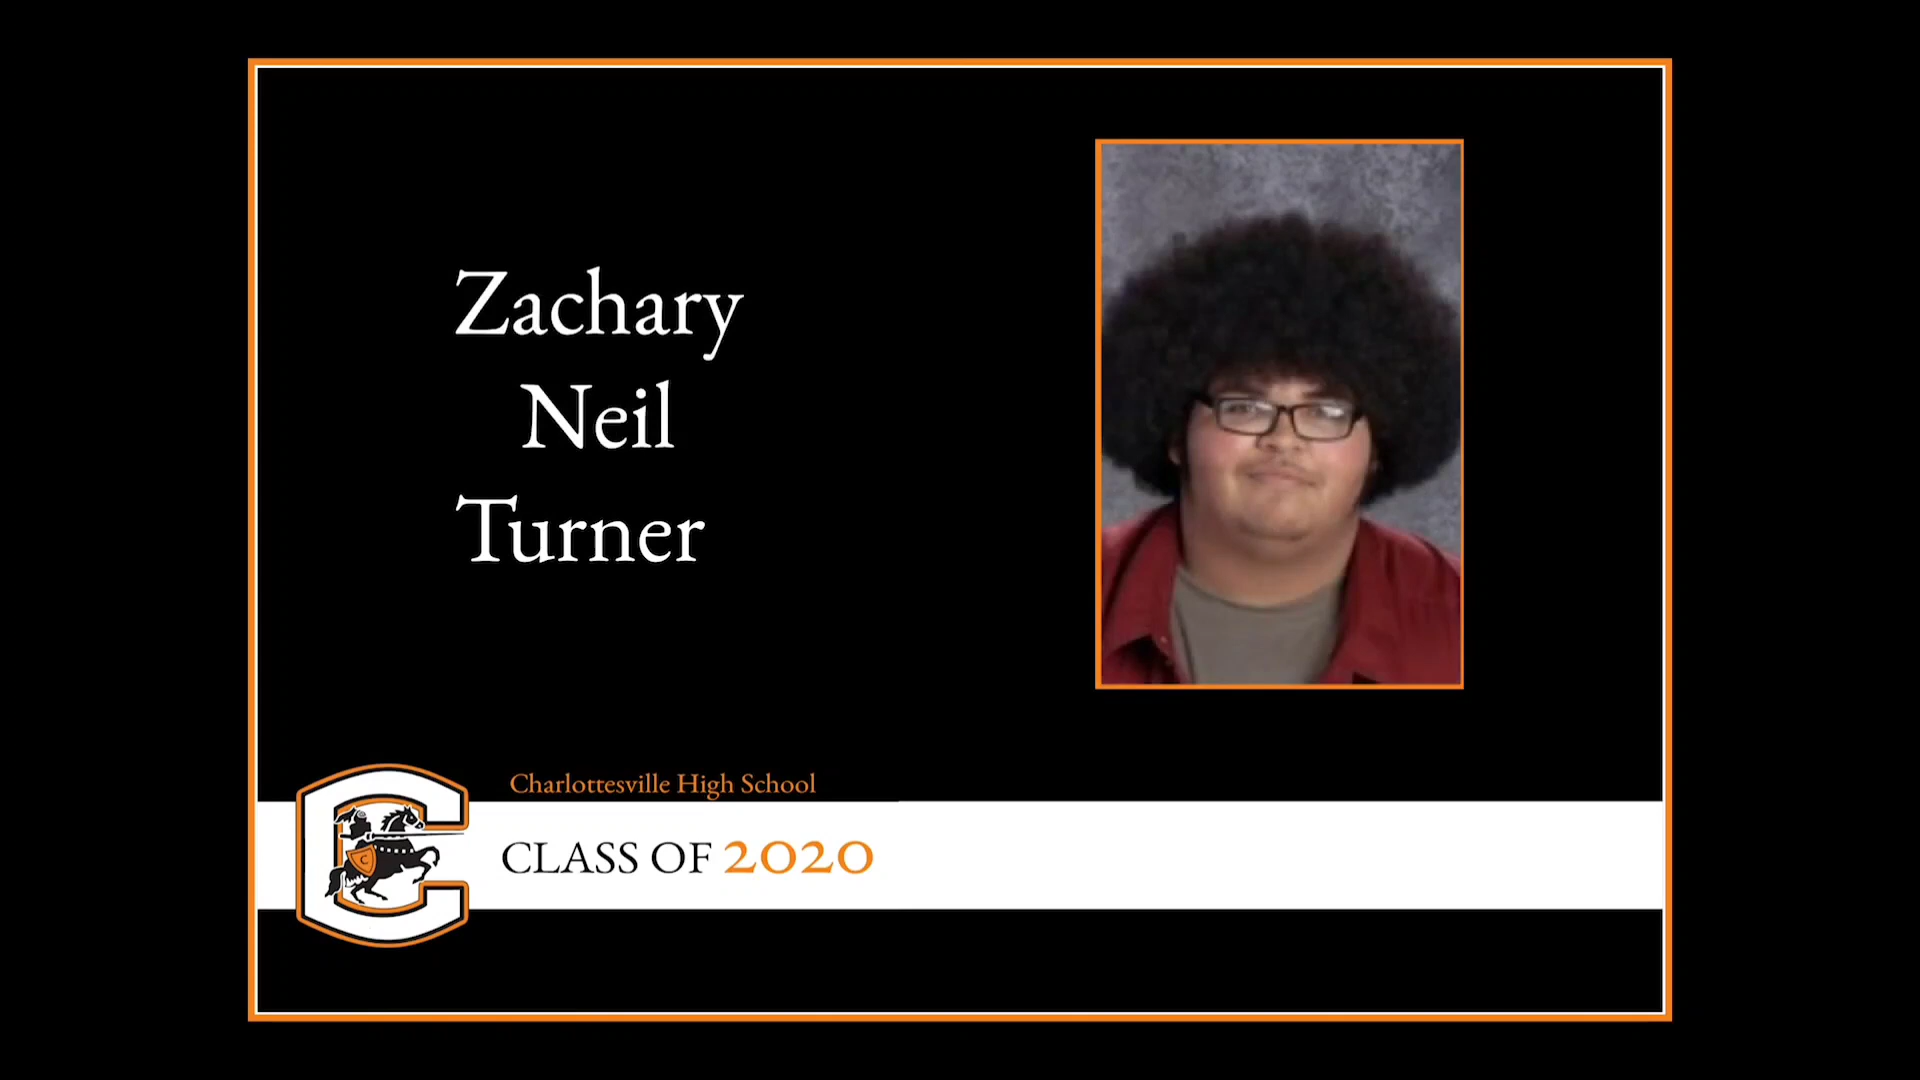 Zachary
Neil
Turner
Charlottesville High School
CLASS OF 2020
C